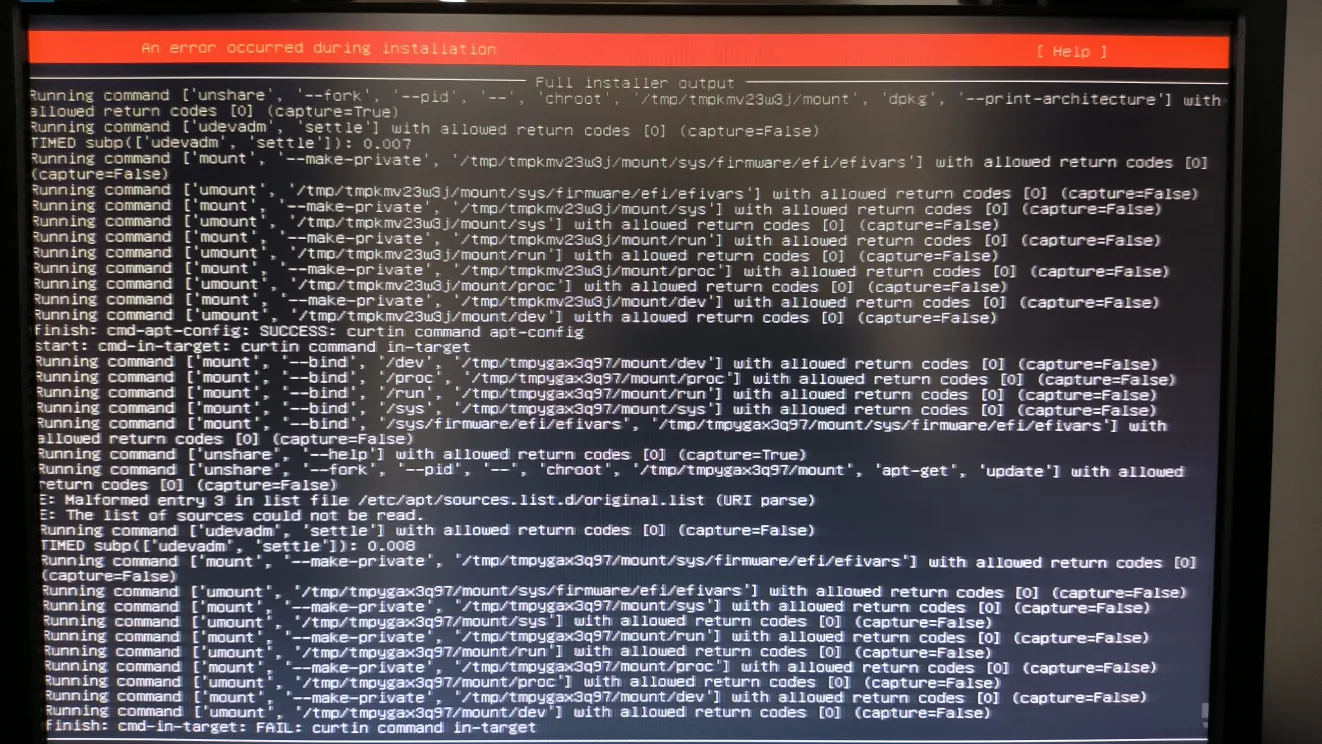 An error occurred during installation [ Help ]
Full installer output
Running command ['unshare', '--fork', '--pid', '--', 'chroot', '/tmp/tmpkmv23w3j/mount', 'dpkg', '--print-architecture'] with
allowed return codes [0] (capture=True)
Running command ['udevadm', 'settle'] with allowed return codes [0] (capture=False)
TIMED subp(['udevadm', 'settle']): 0.007
Running command ['mount', '--make-private', '/tmp/tmpkmv23w3j/mount/sys/firmware/efi/efivars'] with allowed return codes [0]
(capture=False)
Running command ['umount', '/tmp/tmpkmv23w3j/mount/sys/firmware/efi/efivars'] with allowed return codes [0] (capture=False)
Running command ['mount', '--make-private', '/tmp/tmpkmv23w3j/mount/sys'] with allowed return codes [0] (capture=False)
Running command ['umount', '/tmp/tmpkmv23w3j/mount/sys'] with allowed return codes [0] (capture=False)
Running command ['mount', '--make-private', '/tmp/tmpkmv23w3j/mount/run'] with allowed return codes [0] (capture=False)
Running command ['umount', '/tmp/tmpkmv23w3j/mount/run'] with allowed return codes [0] (capture=False)
Running command ['mount', '--make-private', '/tmp/tmpkmv23w3j/mount/proc'] with allowed return codes [0] (capture=False)
Running command ['umount', '/tmp/tmpkmv23w3j/mount/proc'] with allowed return codes [0] (capture=False)
Running command ['mount', '--make-private', '/tmp/tmpkmv23w3j/mount/dev'] with allowed return codes [0] (capture=False)
Running command ['umount', '/tmp/tmpkmv23w3j/mount/dev'] with allowed return codes [0] (capture=False)
finish: cmd-apt-config: SUCCESS: curtin command apt-config
start: cmd-in-target: curtin command in-target
Running command ['mount', '--bind', '/dev', '/tmp/tmpygax3q97/mount/dev'] with allowed return codes [0] (capture=False)
Running command ['mount', '--bind', '/proc', '/tmp/tmpygax3q97/mount/proc'] with allowed return codes [0] (capture=False)
Running command ['mount', '--bind', '/run', '/tmp/tmpygax3q97/mount/run'] with allowed return codes [0] (capture=False)
Running command ['mount', '--bind', '/sys', '/tmp/tmpygax3q97/mount/sys'] with allowed return codes [0] (capture=False)
Running command ['mount', '--bind', '/sys/firmware/efi/efivars', '/tmp/tmpygax3q97/mount/sys/firmware/efi/efivars'] with
allowed return codes [0] (capture=False)
Running command ['unshare', '--help'] with allowed return codes [0] (capture=True)
Running command ['unshare', '--fork', '--pid', '--', 'chroot', '/tmp/tmpygax3q97/mount', 'apt-get', 'update'] with allowed
return codes [0] (capture=False)
E: Malformed entry 3 in list file /etc/apt/sources.list.d/original.list (URI parse)
E: The list of sources could not be read.
Running command ['udevadm', 'settle'] with allowed return codes [0] (capture=False)
TIMED subp(['udevadm', 'settle']): 0.008
Running command ['mount', '--make-private', '/tmp/tmpygax3q97/mount/sys/firmware/efi/efivars'] with allowed return codes [0]
(capture=False)
Running command ['umount', '/tmp/tmpygax3q97/mount/sys/firmware/efi/efivars'] with allowed return codes [0] (capture=False)
Running command ['mount', '--make-private', '/tmp/tmpygax3q97/mount/sys'] with allowed return codes [0] (capture=False)
Running command ['umount', '/tmp/tmpygax3q97/mount/sys'] with allowed return codes [0] (capture=False)
Running command ['mount', '--make-private', '/tmp/tmpygax3q97/mount/run'] with allowed return codes [0] (capture=False)
Running command ['umount', '/tmp/tmpygax3q97/mount/run'] with allowed return codes [0] (capture=False)
Running command ['mount', '--make-private', '/tmp/tmpygax3q97/mount/proc'] with allowed return codes [0] (capture=False)
Running command ['umount', '/tmp/tmpygax3q97/mount/proc'] with allowed return codes [0] (capture=False)
Running command ['mount', '--make-private', '/tmp/tmpygax3q97/mount/dev'] with allowed return codes [0] (capture=False)
Running command ['umount', '/tmp/tmpygax3q97/mount/dev'] with allowed return codes [0] (capture=False)
finish: cmd-in-target: FAIL: curtin command in-target